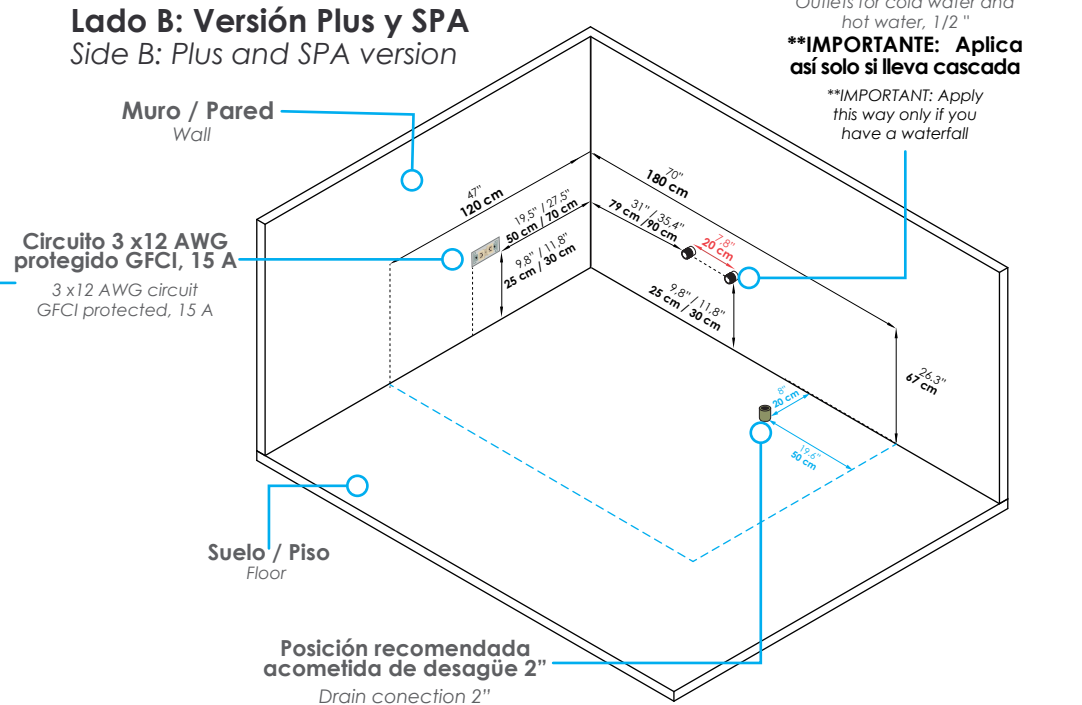 Lado B: Versión Plus y SPA
Side B: Plus and SPA version
Outlets for cold water and
hot water, 1/2 "
**IMPORTANTE: Aplica
así solo si lleva cascada
**IMPORTANT: Apply
this way only if you
have a waterfall
Muro / Pared
Wall
47"
120 cm
70"
180 cm
19.5" / 27.5"
50 cm / 70 cm
31" / 35.4"
79 cm /90 cm
7.8"
20 cm
9.8" / 11.8"
25 cm / 30 cm
9.8" / 11.8"
25 cm / 30 cm
Circuito 3 x12 AWG
protegido GFCI, 15 A
3 x12 AWG circuit
GFCI protected, 15 A
26.3"
67 cm
8"
20 cm
19.6"
50 cm
Suelo / Piso
Floor
Posición recomendada
acometida de desagüe 2”
Drain conection 2”